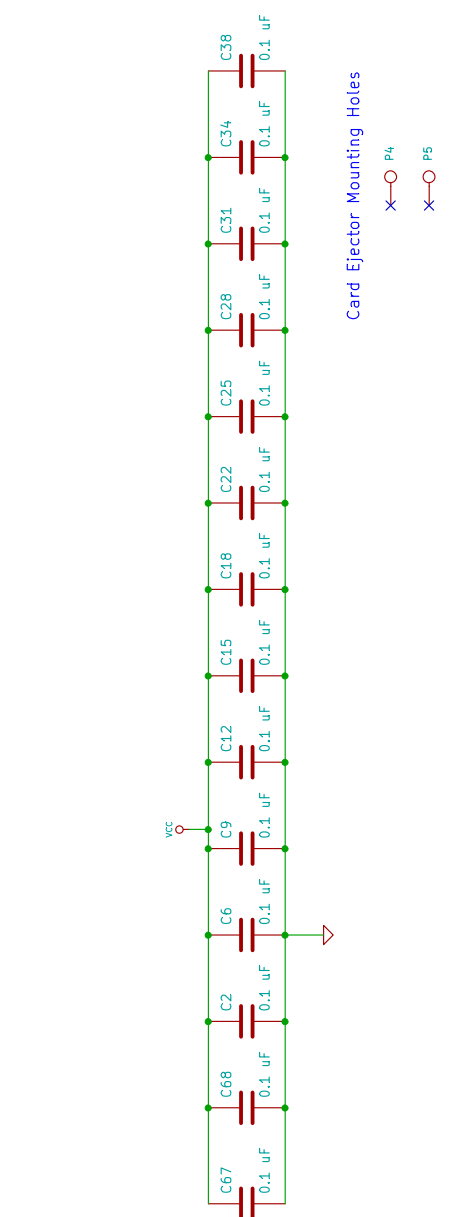 C38
0.1 uF
C34
0.1 uF
C31
0.1 uF
C28
0.1 uF
C25
0.1 uF
C22
0.1 uF
C18
0.1 uF
C15
0.1 uF
C12
0.1 uF
C9
0.1 uF
C6
0.1 uF
C2
0.1 uF
C68
0.1 uF
C67
0.1 uF
VCC
Card Ejector Mounting Holes
P4
P5